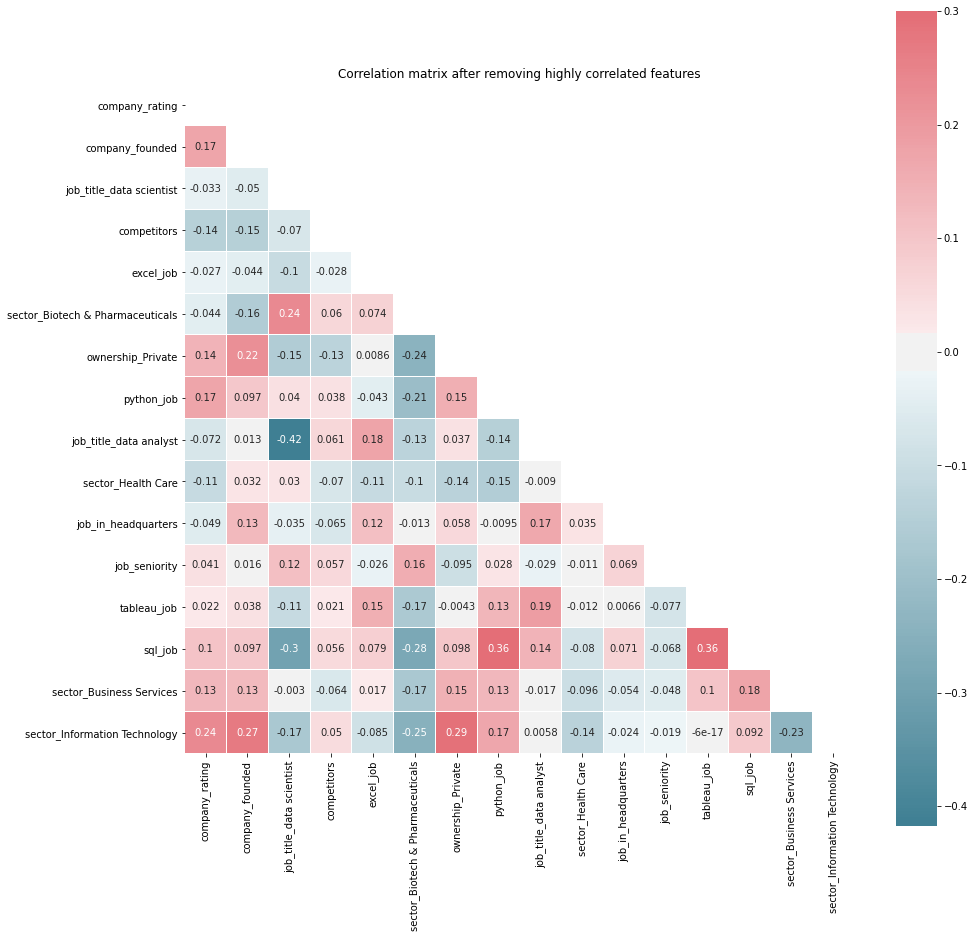 Correlation matrix after removing highly correlated features
company_rating
company_founded 0.17
job_title_data scientist -0.033 -0.05
competitors -0.14 -0.15 -0.07
excel_job -0.027 -0.044 -0.1 -0.028
sector_Biotech & Pharmaceuticals -0.044 -0.16 0.24 0.06 0.074
ownership_Private 0.14 0.22 -0.15 -0.13 0.0086 -0.24
python_job 0.17 0.097 0.04 0.038 -0.043 -0.21 0.15
job_title_data analyst -0.072 0.013 -0.42 0.061 0.18 -0.13 0.037 -0.14
sector_Health Care -0.11 0.032 0.03 -0.07 -0.11 -0.1 -0.14 -0.15 -0.009
job_in_headquarters -0.049 0.13 -0.035 -0.065 0.12 -0.013 0.058 -0.0095 0.17 0.035
job_seniority 0.041 0.016 0.12 0.057 -0.026 0.16 -0.095 0.028 -0.029 -0.011 0.069
tableau_job 0.022 0.038 -0.11 0.021 0.15 -0.17 -0.0043 0.13 0.19 -0.012 0.0066 -0.077
sql_job 0.1 0.097 -0.3 0.056 0.079 -0.28 0.098 0.36 0.14 -0.08 0.071 -0.068 0.36
sector_Business Services 0.13 0.13 -0.003 -0.064 0.017 -0.17 0.15 0.13 -0.017 -0.096 -0.054 -0.048 0.1 0.18
sector_Information Technology 0.24 0.27 -0.17 0.05 -0.085 -0.25 0.29 0.17 0.0058 -0.14 -0.024 -0.019 -6e-17 0.092 -0.23
company_rating
company_founded
job_title_data scientist
competitors
excel_job
sector_Biotech & Pharmaceuticals
ownership_Private
python_job
job_title_data analyst
sector_Health Care
job_in_headquarters
job_seniority
tableau_job
sql_job
sector_Business Services
sector_Information Technology
0.3
0.2
0.1
0.0
−0.1
−0.2
−0.3
−0.4